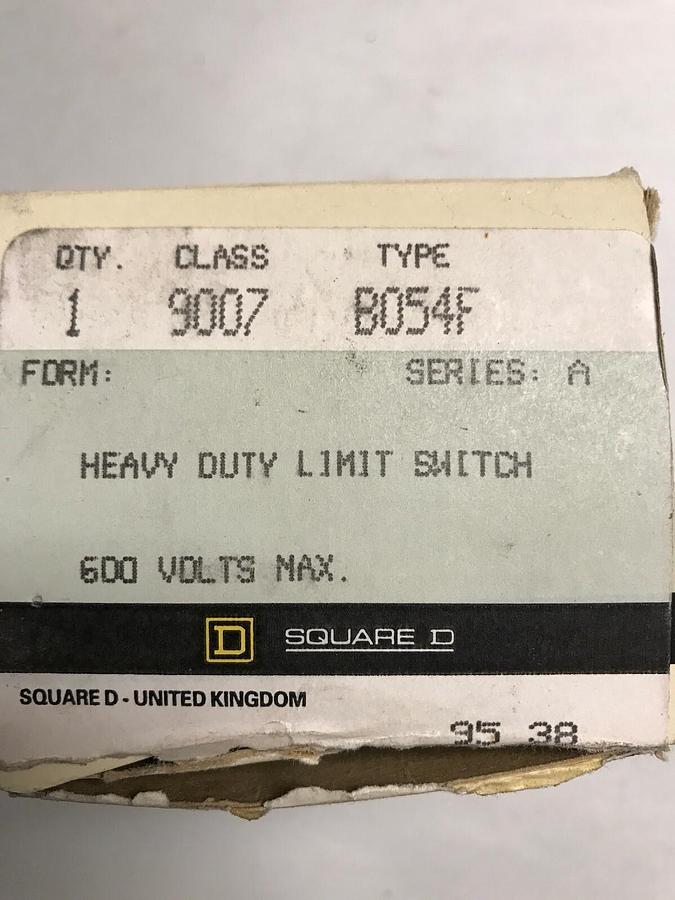 QTY. CLASS TYPE
1 9007 BO54F
FORM: SERIES: A
HEAVY DUTY LIMIT SWITCH
600 VOLTS MAX.
D SQUARE D
SQUARE D - UNITED KINGDOM
95 38